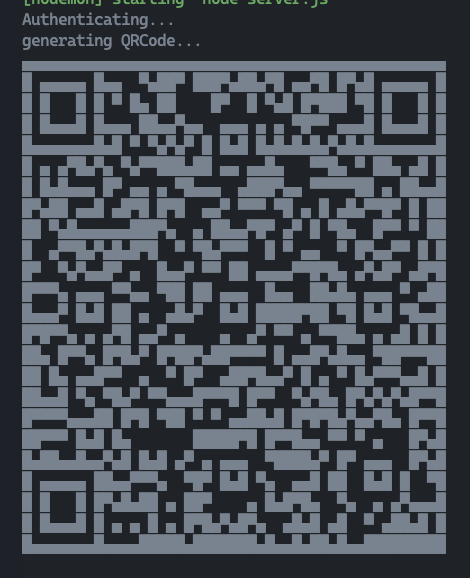 [nodemon] starting `node server.js`
Authenticating...
generating QRCode...